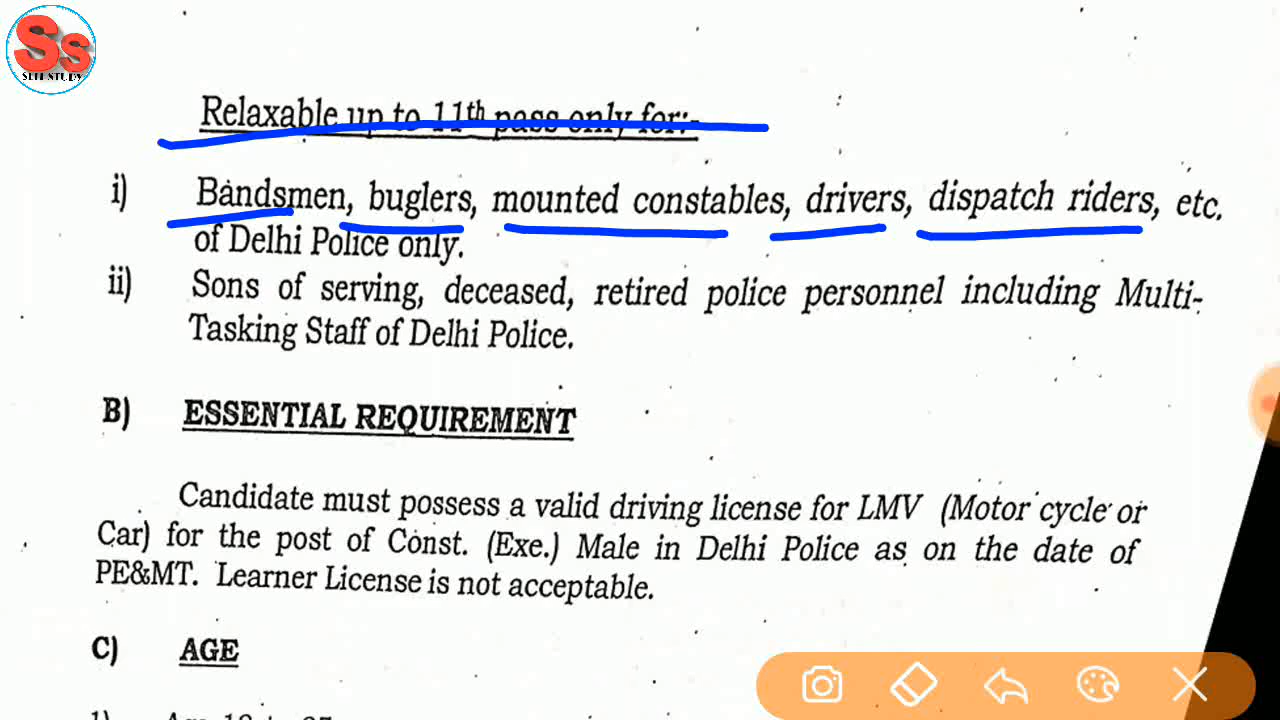 Ss
SELF STUDY
Relaxable up to 11th pass only for:-
i) Bandsmen, buglers, mounted constables, drivers, dispatch riders, etc.
of Delhi Police only.
ii) Sons of serving, deceased, retired police personnel including Multi-
Tasking Staff of Delhi Police.
B) ESSENTIAL REQUIREMENT
Candidate must possess a valid driving license for LMV (Motor cycle or
Car) for the post of Const. (Exe.) Male in Delhi Police as on the date of
PE&MT. Learner License is not acceptable.
C) AGE